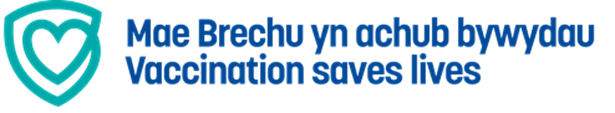 Mae Brechu yn achub bywydau
Vaccination saves lives